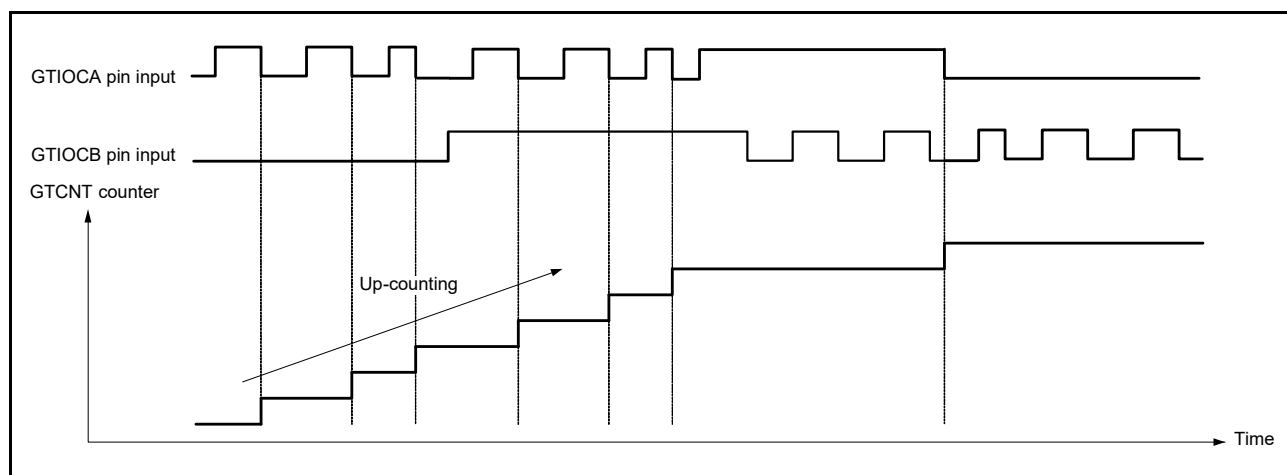 GTIOCA pin input
GTIOCB pin input
GTCNT counter
Up-counting
Time